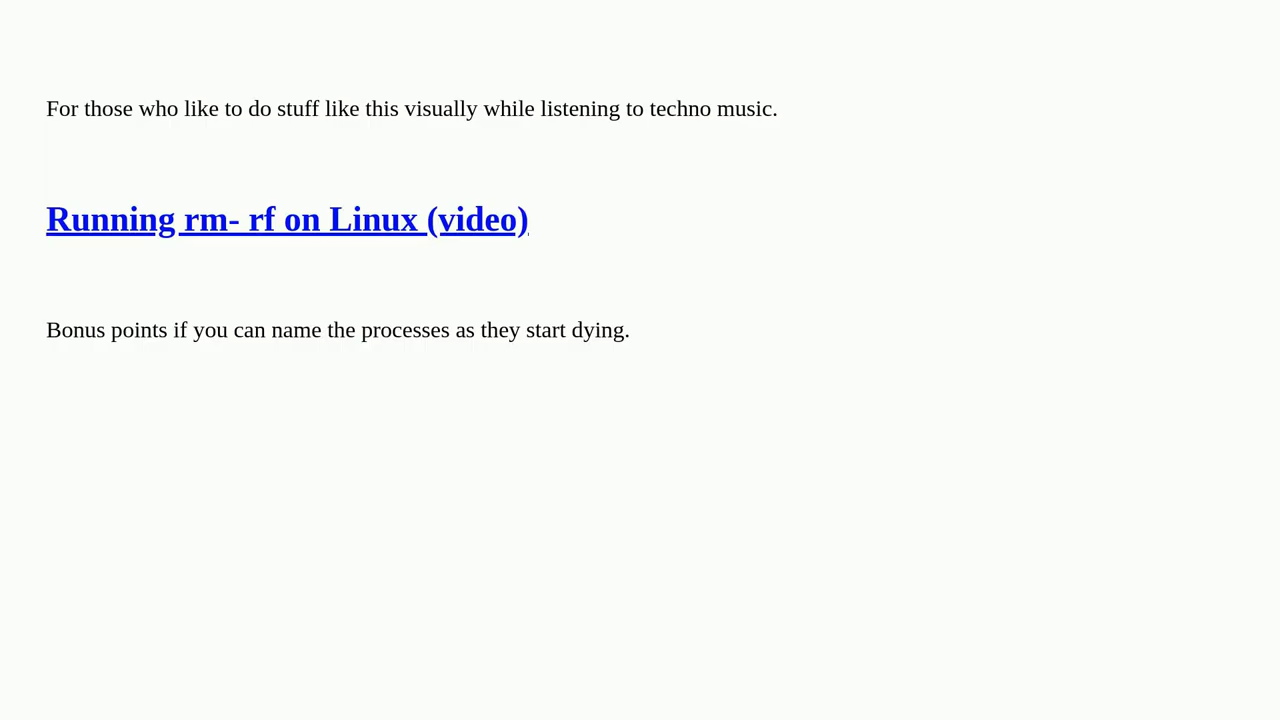 For those who like to do stuff like this visually while listening to techno music.
Running rm- rf on Linux (video)
Bonus points if you can name the processes as they start dying.